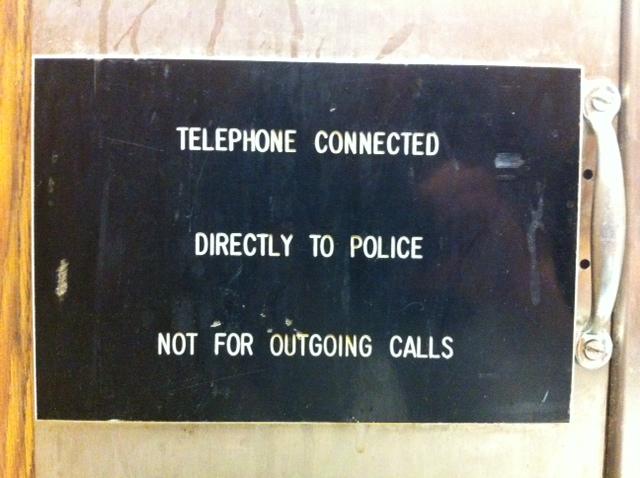 TELEPHONE CONNECTED
DIRECTLY TO POLICE
NOT FOR OUTGOING CALLS